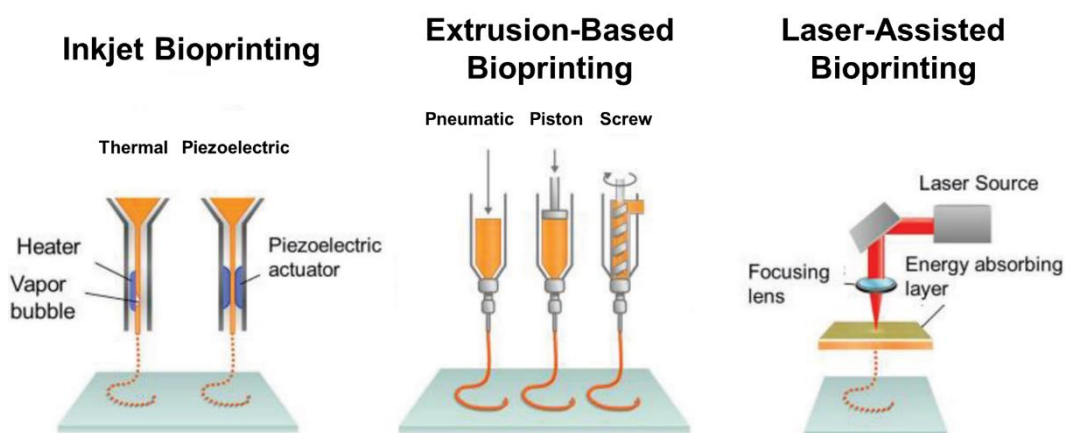 Inkjet Bioprinting
Thermal Piezoelectric
Heater
Vapor
bubble
Piezoelectric
actuator
Extrusion-Based
Bioprinting
Pneumatic Piston Screw
Laser-Assisted
Bioprinting
Laser Source
Focusing
lens
Energy absorbing
layer